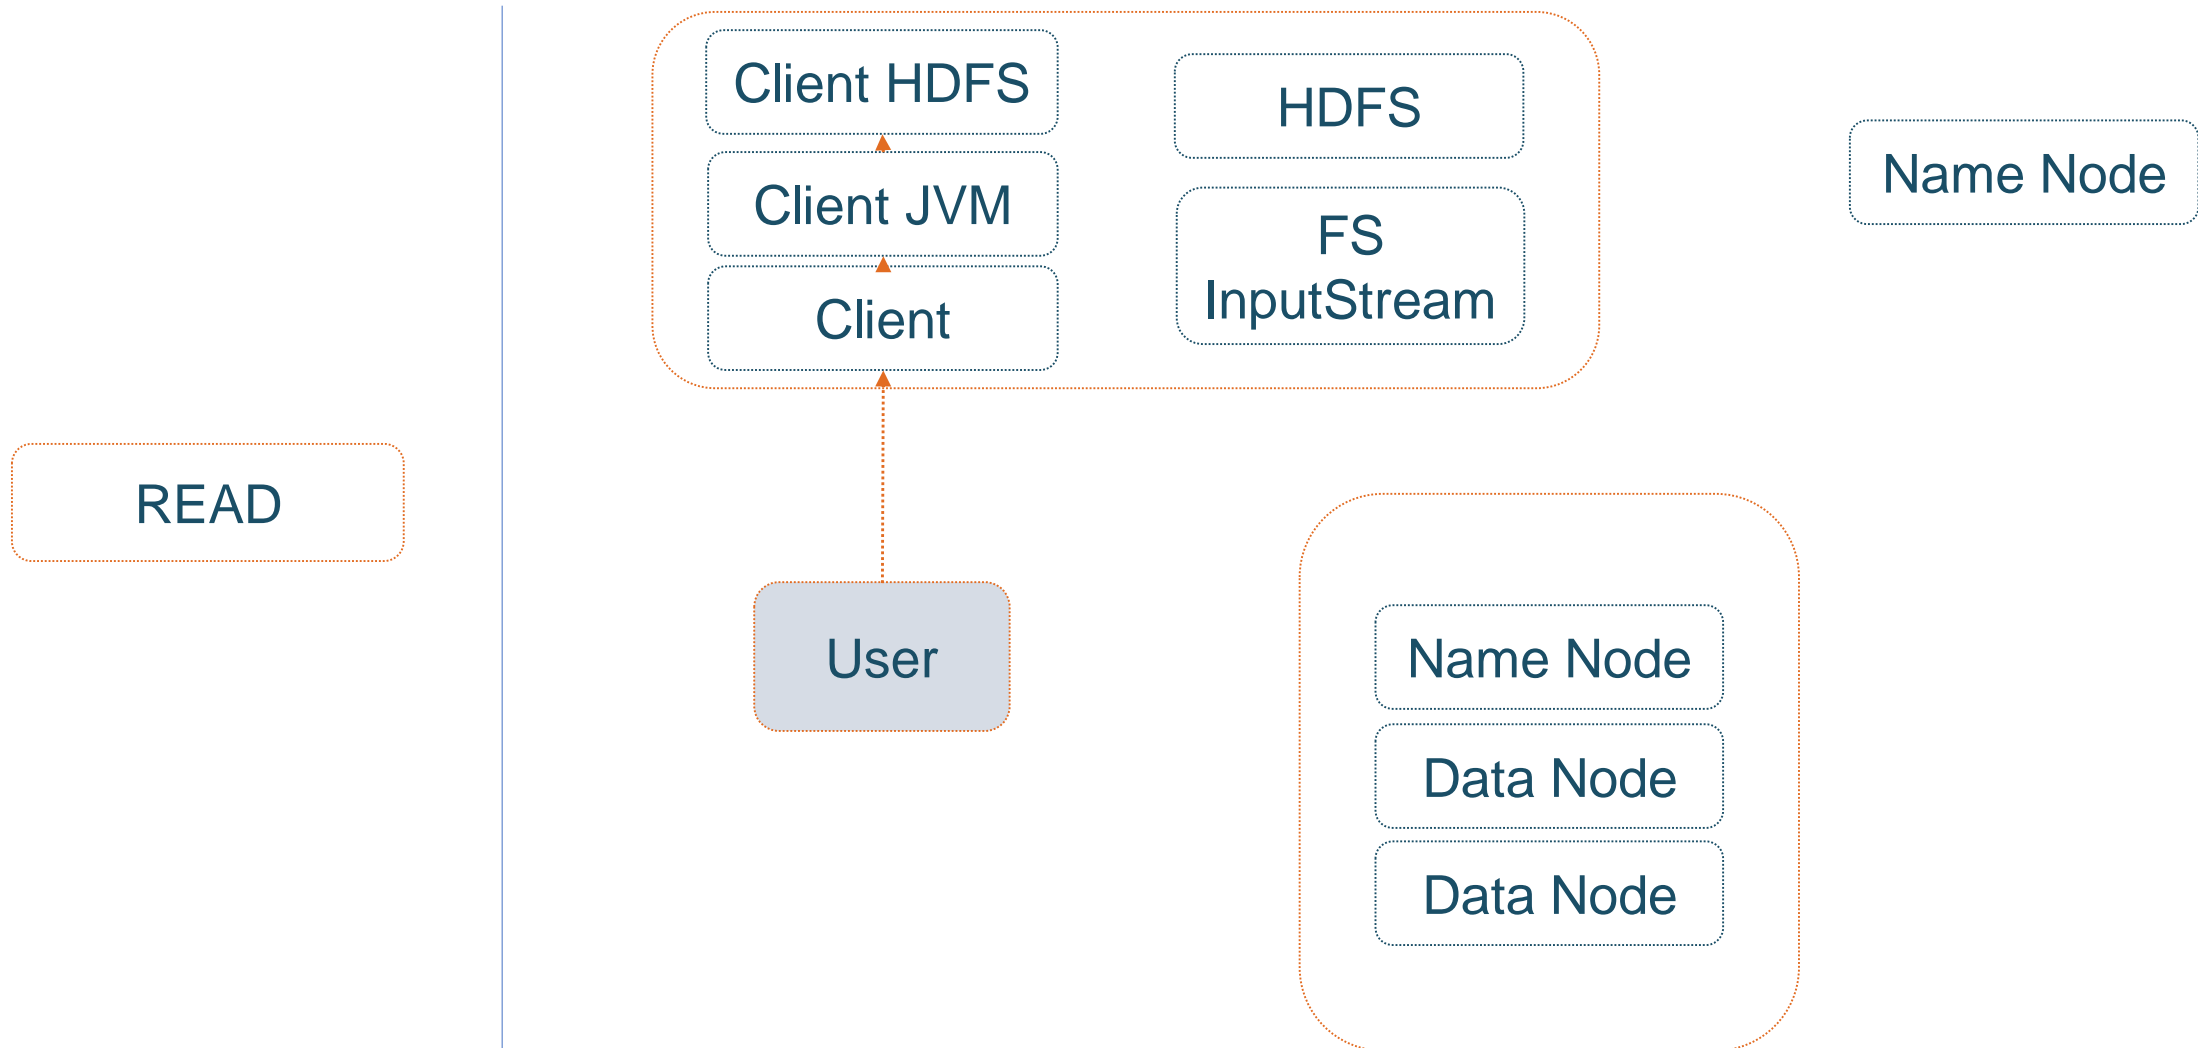 READ
Client HDFS
Client JVM
Client
HDFS
FS
InputStream
Name Node
User
Name Node
Data Node
Data Node